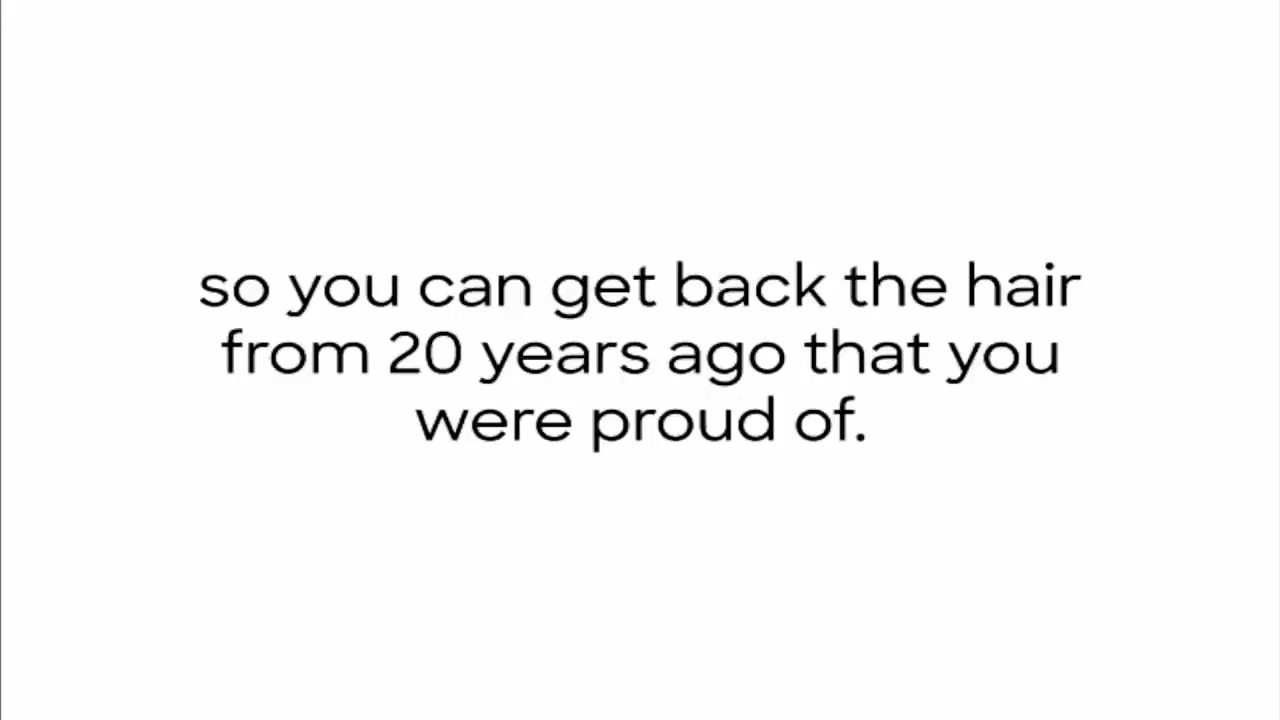 so you can get back the hair
from 20 years ago that you
were proud of.